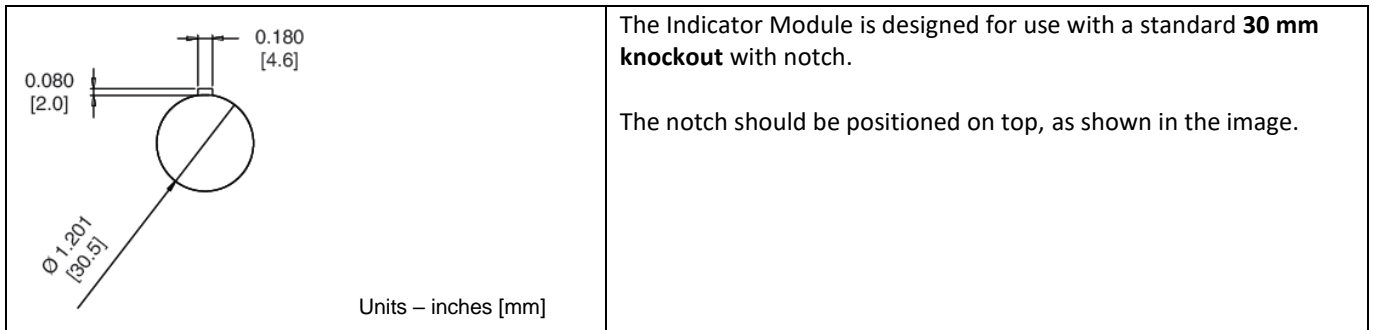 0.180
[4.6]
0.080
[2.0]
Ø 1.201
[30.5]
Units – inches [mm]
The Indicator Module is designed for use with a standard 30 mm
knockout with notch.
The notch should be positioned on top, as shown in the image.